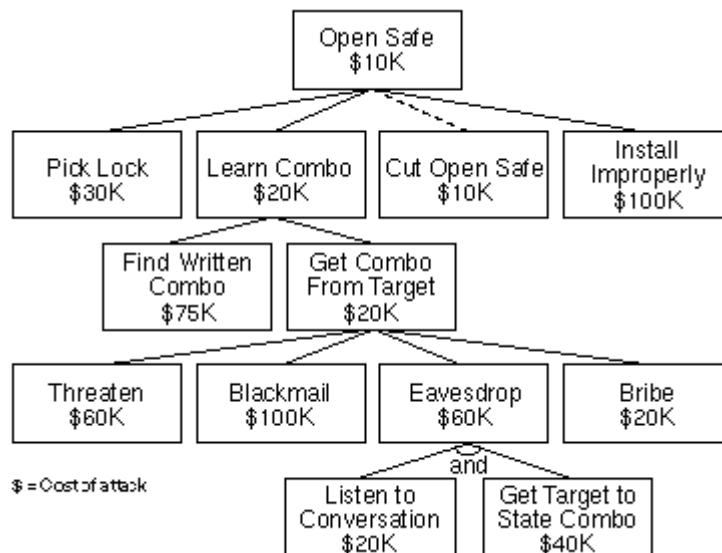 Open Safe
$10K
Pick Lock
$30K
Learn Combo
$20K
Cut Open Safe
$10K
Install
Improperly
$100K
Find Written
Combo
$75K
Get Combo
From Target
$20K
Threaten
$60K
Blackmail
$100K
Eavesdrop
$60K
Bribe
$20K
and
$ = Cost of attack
Listen to
Conversation
$20K
Get Target to
State Combo
$40K